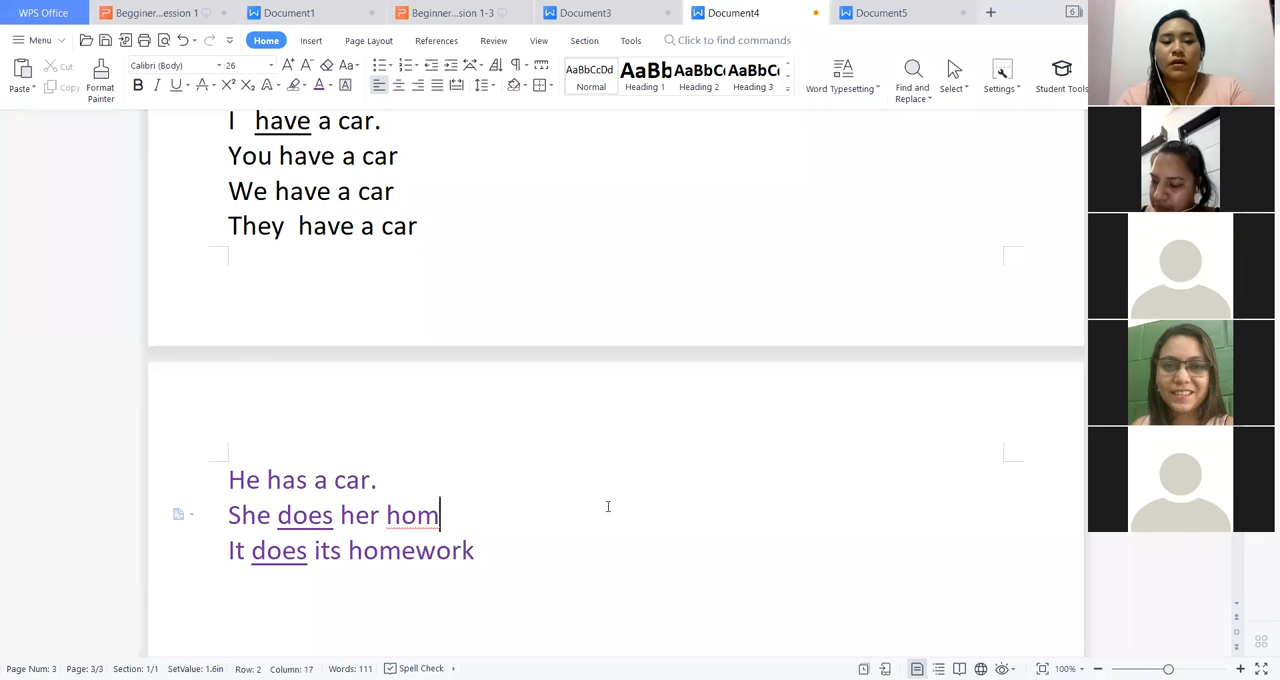 WPS Office Begginer...ession 1 Document1 Beginner...sion 1-3 Document3 Document4 Document5 6
Menu Home Insert Page Layout References Review View Section Tools Click to find commands
Paste Cut Copy Format Painter Calibri (Body) 26 AaBbCcDd Normal AaBb Heading 1 AaBbC Heading 2 AaBbC Heading 3 Word Typesetting Find and Replace Select Settings Student Tools
I have a car.
You have a car
We have a car
They have a car
He has a car.
She does her hom
It does its homework
Page Num: 3 Page: 3/3 Section: 1/1 SetValue: 1.6in Row: 2 Column: 17 Words: 111 Spell Check 100%